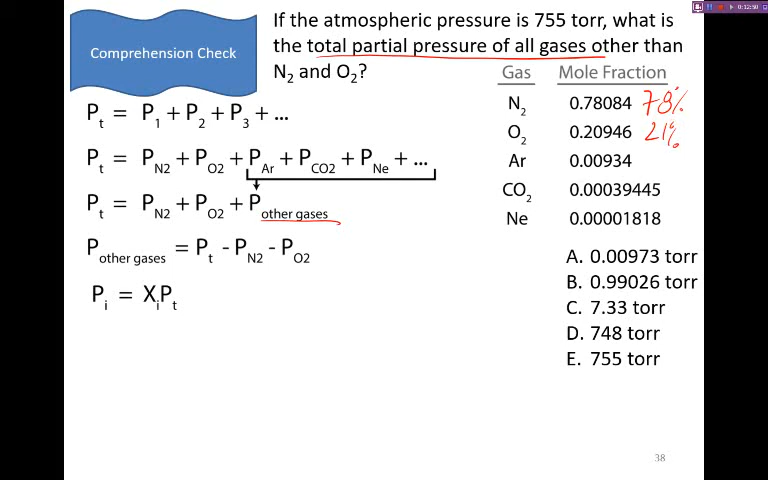 0:12:50
If the atmospheric pressure is 755 torr, what is
the total partial pressure of all gases other than
N2 and O2?
Comprehension Check
Gas Mole Fraction
N2 0.78084 78%
O2 0.20946 21%
Ar 0.00934
CO2 0.00039445
Ne 0.00001818
Pt = P1 + P2 + P3 + ...
Pt = PN2 + PO2 + PAr + PCO2 + PNe + ...
Pt = PN2 + PO2 + Pother gases
Pother gases = Pt - PN2 - PO2
Pi = XiPt
A. 0.00973 torr
B. 0.99026 torr
C. 7.33 torr
D. 748 torr
E. 755 torr
38